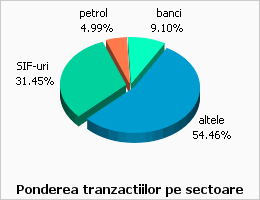 petrol
4.99%
banci
9.10%
SIF-uri
31.45%
altele
54.46%
Ponderea tranzactiilor pe sectoare